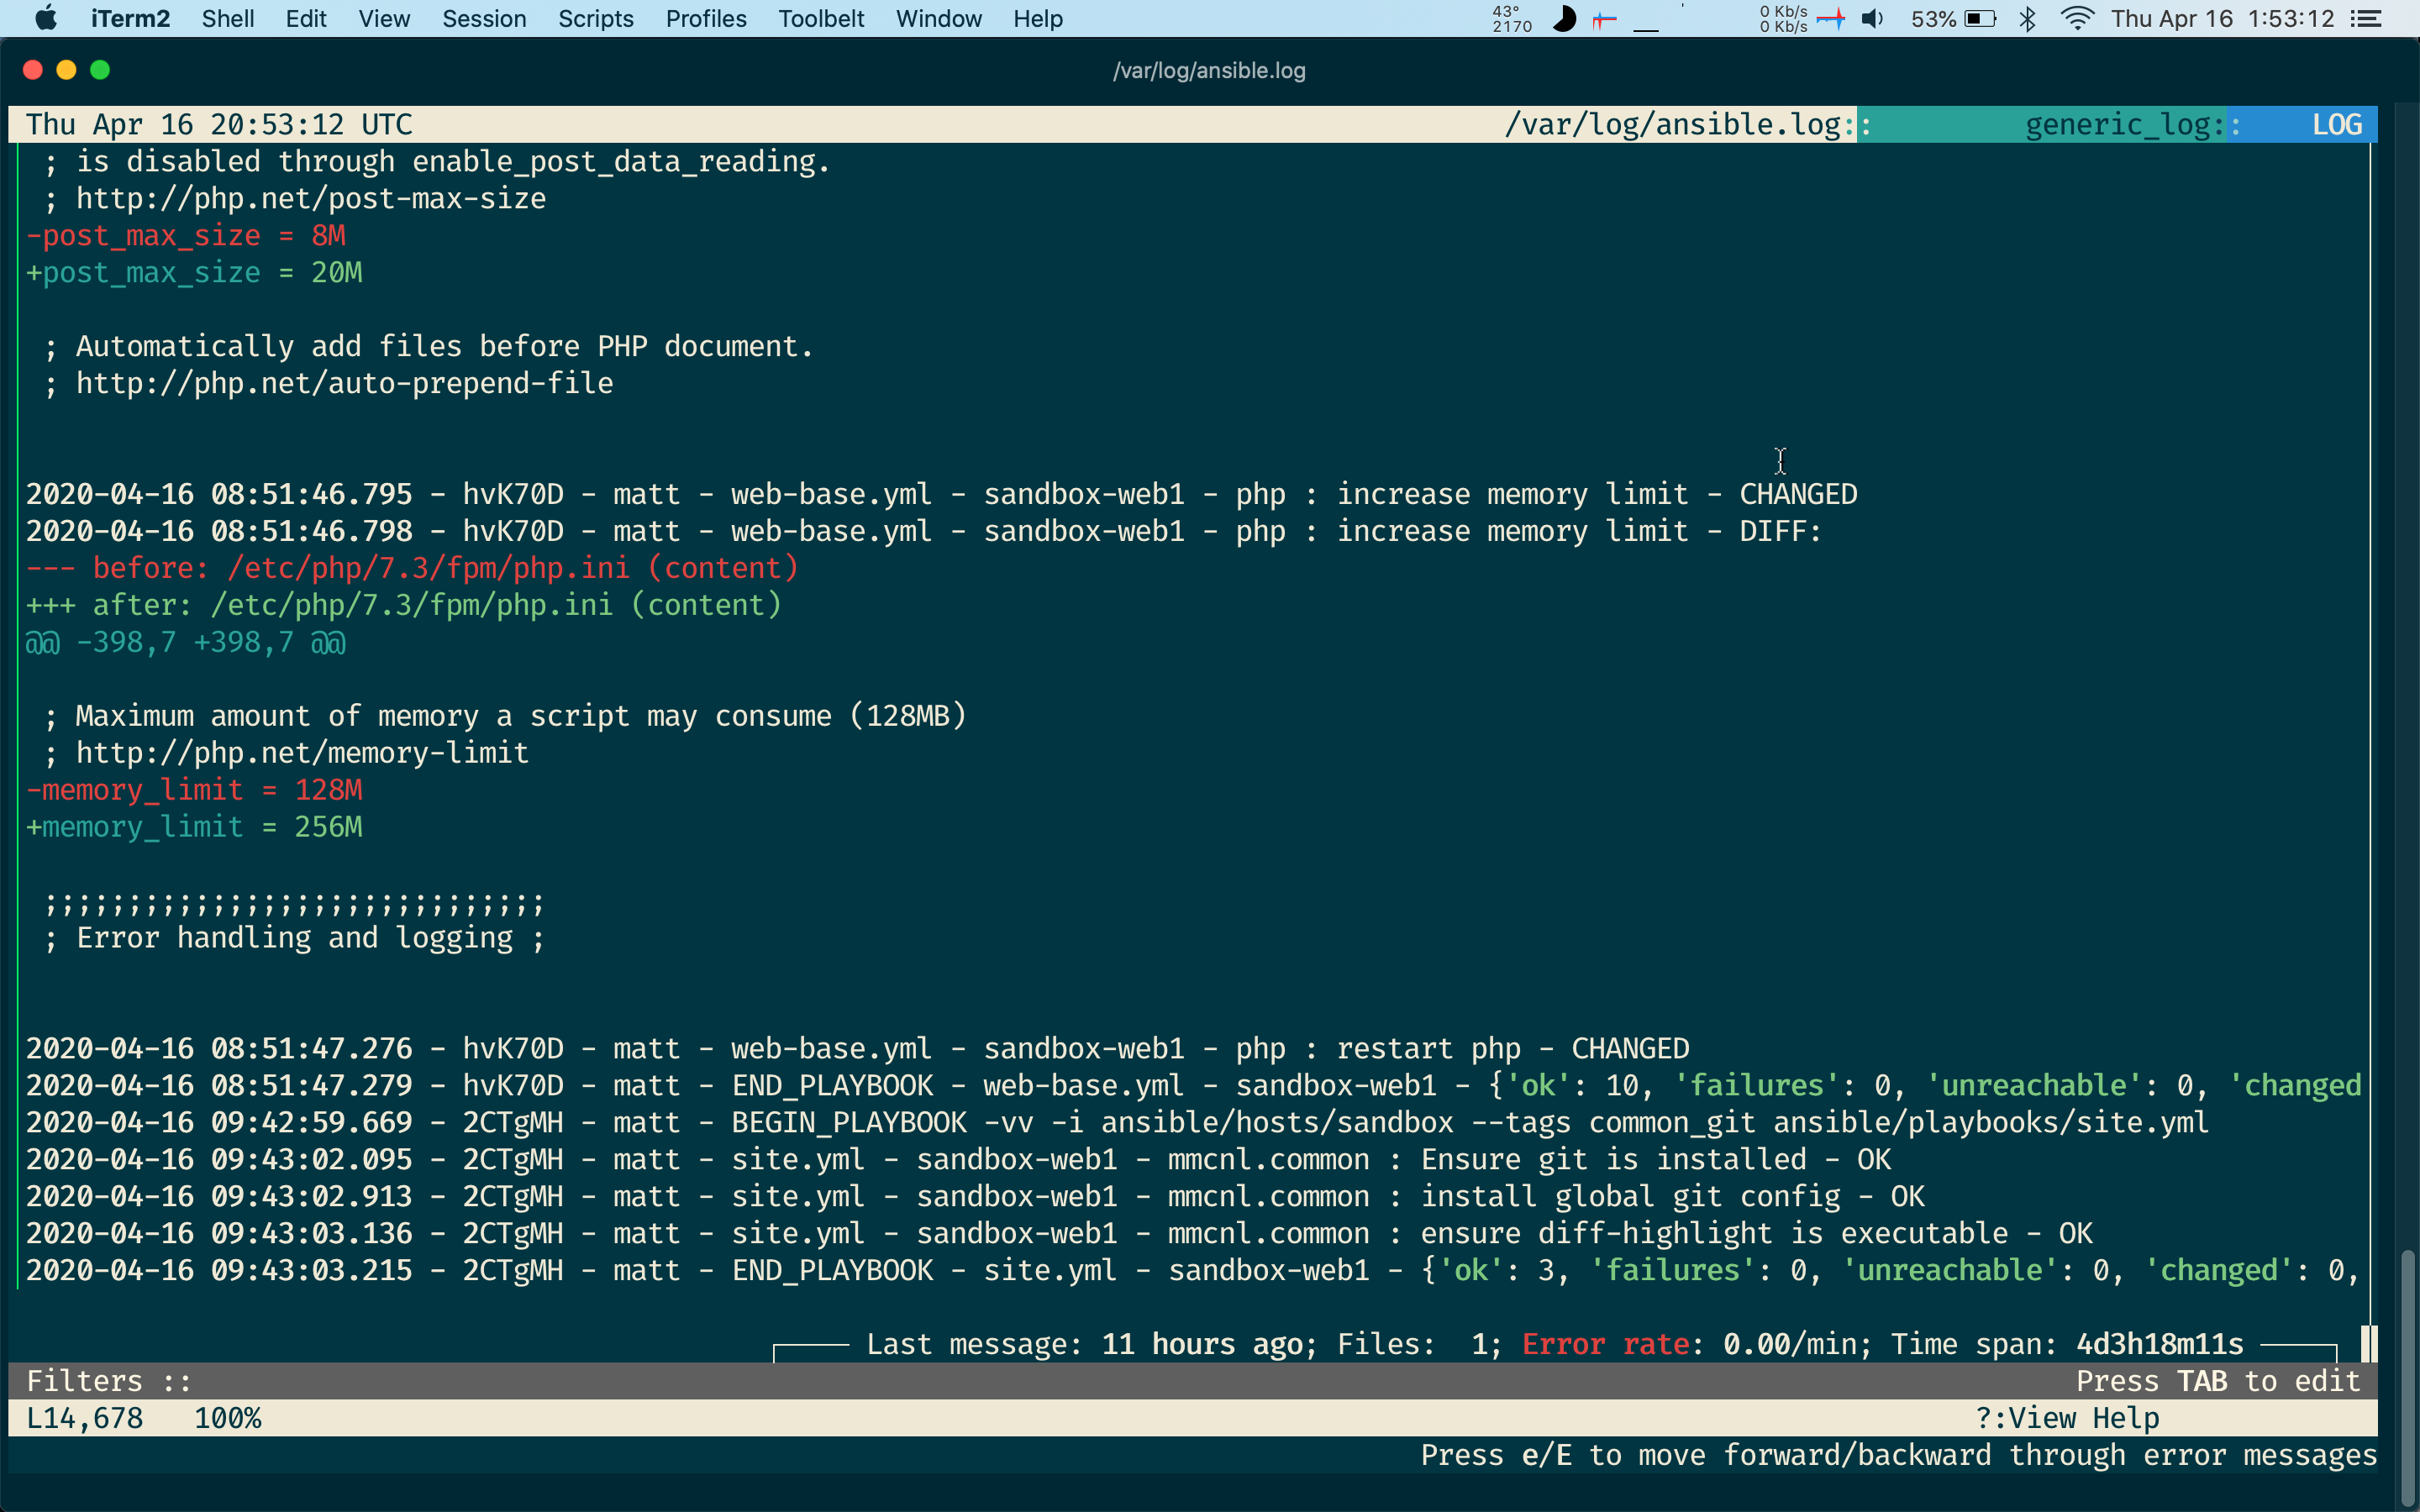 iTerm2 Shell Edit View Session Scripts Profiles Toolbelt Window Help 43° 2170 0 Kb/s 0 Kb/s 53% Thu Apr 16 1:53:12
/var/log/ansible.log
Thu Apr 16 20:53:12 UTC /var/log/ansible.log:: generic_log:: LOG
; is disabled through enable_post_data_reading.
; http://php.net/post-max-size
-post_max_size = 8M
+post_max_size = 20M
; Automatically add files before PHP document.
; http://php.net/auto-prepend-file
2020-04-16 08:51:46.795 - hvK70D - matt - web-base.yml - sandbox-web1 - php : increase memory limit - CHANGED
2020-04-16 08:51:46.798 - hvK70D - matt - web-base.yml - sandbox-web1 - php : increase memory limit - DIFF:
--- before: /etc/php/7.3/fpm/php.ini (content)
+++ after: /etc/php/7.3/fpm/php.ini (content)
@@ -398,7 +398,7 @@
; Maximum amount of memory a script may consume (128MB)
; http://php.net/memory-limit
-memory_limit = 128M
+memory_limit = 256M
;;;;;;;;;;;;;;;;;;;;;;;;;;;;;;
; Error handling and logging ;
2020-04-16 08:51:47.276 - hvK70D - matt - web-base.yml - sandbox-web1 - php : restart php - CHANGED
2020-04-16 08:51:47.279 - hvK70D - matt - END_PLAYBOOK - web-base.yml - sandbox-web1 - {'ok': 10, 'failures': 0, 'unreachable': 0, 'changed
2020-04-16 09:42:59.669 - 2CTgMH - matt - BEGIN_PLAYBOOK -vv -i ansible/hosts/sandbox --tags common_git ansible/playbooks/site.yml
2020-04-16 09:43:02.095 - 2CTgMH - matt - site.yml - sandbox-web1 - mmcnl.common : Ensure git is installed - OK
2020-04-16 09:43:02.913 - 2CTgMH - matt - site.yml - sandbox-web1 - mmcnl.common : install global git config - OK
2020-04-16 09:43:03.136 - 2CTgMH - matt - site.yml - sandbox-web1 - mmcnl.common : ensure diff-highlight is executable - OK
2020-04-16 09:43:03.215 - 2CTgMH - matt - END_PLAYBOOK - site.yml - sandbox-web1 - {'ok': 3, 'failures': 0, 'unreachable': 0, 'changed': 0,
Last message: 11 hours ago; Files: 1; Error rate: 0.00/min; Time span: 4d3h18m11s
Filters :: Press TAB to edit
L14,678 100% ?:View Help
Press e/E to move forward/backward through error messages